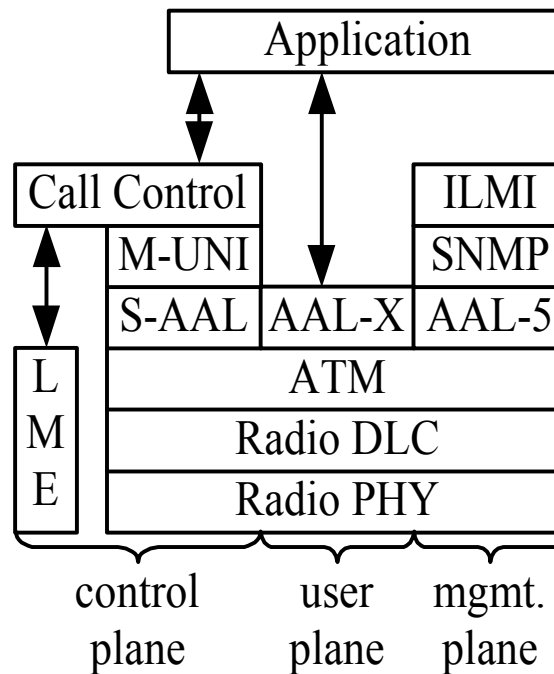 Application
Call Control
ILMI
M-UNI
SNMP
S-AAL
AAL-X
AAL-5
L
M
E
ATM
Radio DLC
Radio PHY
control
plane
user
plane
mgmt.
plane